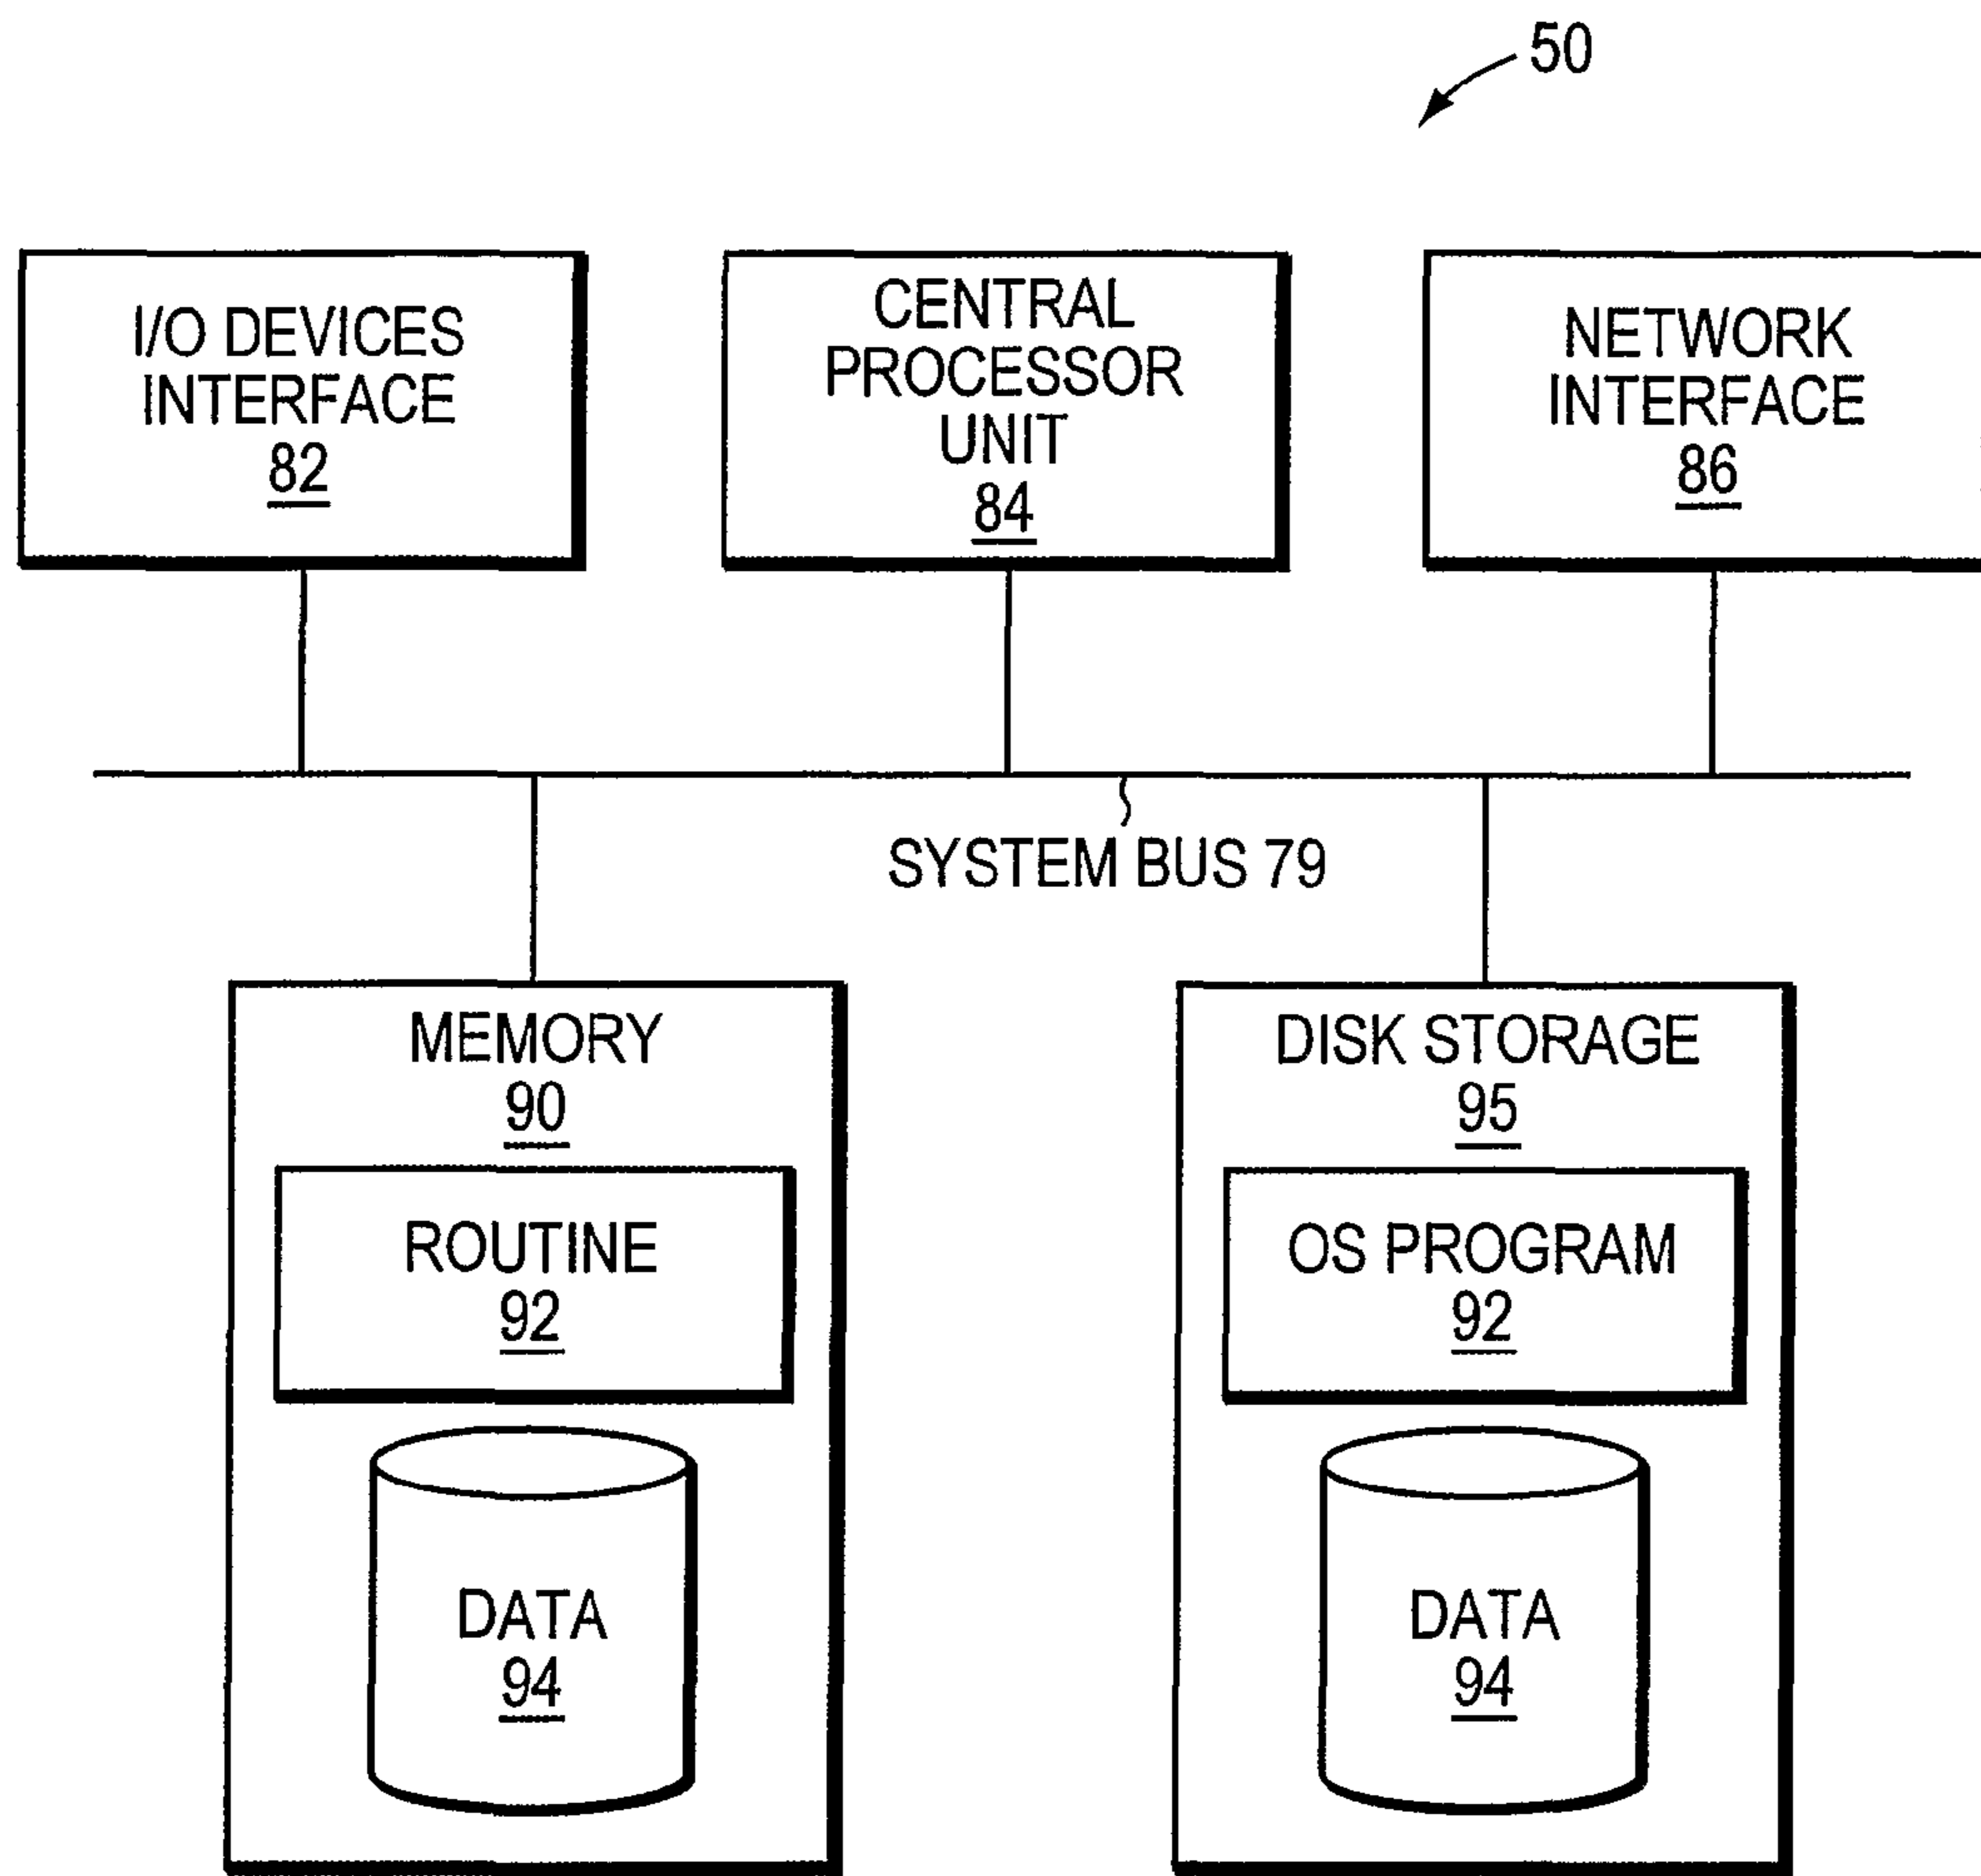 50
I/O DEVICES
INTERFACE
82
CENTRAL
PROCESSOR
UNIT
84
NETWORK
INTERFACE
86
SYSTEM BUS 79
MEMORY
90
ROUTINE
92
DATA
94
DISK STORAGE
95
OS PROGRAM
92
DATA
94